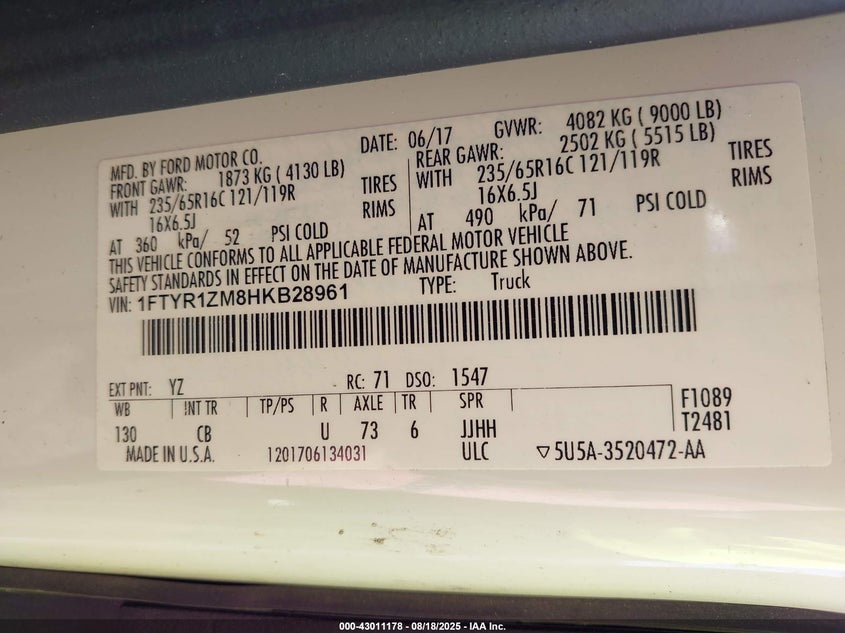 MFD. BY FORD MOTOR CO.
DATE: 06/17 GVWR: 4082 KG ( 9000 LB)
FRONT GAWR: 1873 KG ( 4130 LB)
WITH 235/65R16C 121/119R TIRES
16X6.5J RIMS
AT 360 kPa/ 52 PSI COLD
REAR GAWR: 2502 KG ( 5515 LB)
WITH 235/65R16C 121/119R TIRES
16X6.5J RIMS
AT 490 kPa/ 71 PSI COLD
THIS VEHICLE CONFORMS TO ALL APPLICABLE FEDERAL MOTOR VEHICLE
SAFETY STANDARDS IN EFFECT ON THE DATE OF MANUFACTURE SHOWN ABOVE.
VIN: 1FTYR1ZM8HKB28961 TYPE: Truck
EXT PNT: YZ RC: 71 DSO: 1547
WB INT TR TP/PS R AXLE TR SPR F1089
130 CB U 73 6 JJHH T2481
MADE IN U.S.A. 1201706134031 ULC ▽5U5A-3520472-AA
000-43011178 - 08/18/2025 - IAA Inc.